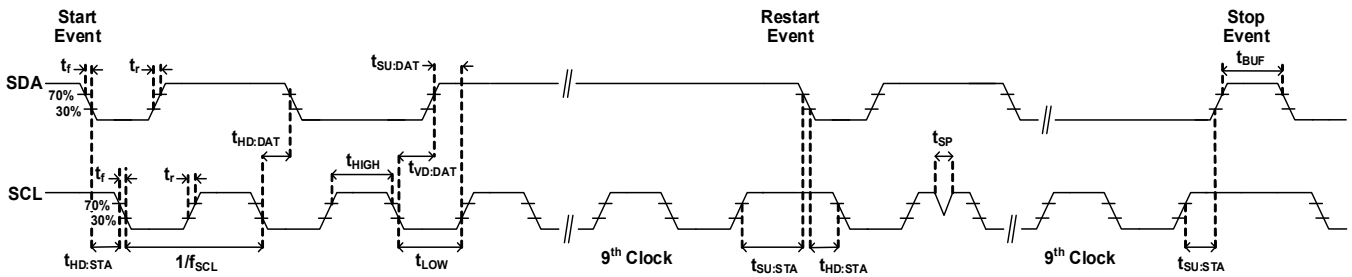 Start
Event
Restart
Event
Stop
Event
tf
tr
tSU:DAT
tBUF
SDA
70%
30%
tHD:DAT
tHIGH
tVD:DAT
tSP
tf
tr
SCL
70%
30%
tHD:STA
1/fSCL
tLOW
9th Clock
tSU:STA
tHD:STA
9th Clock
tSU:STA